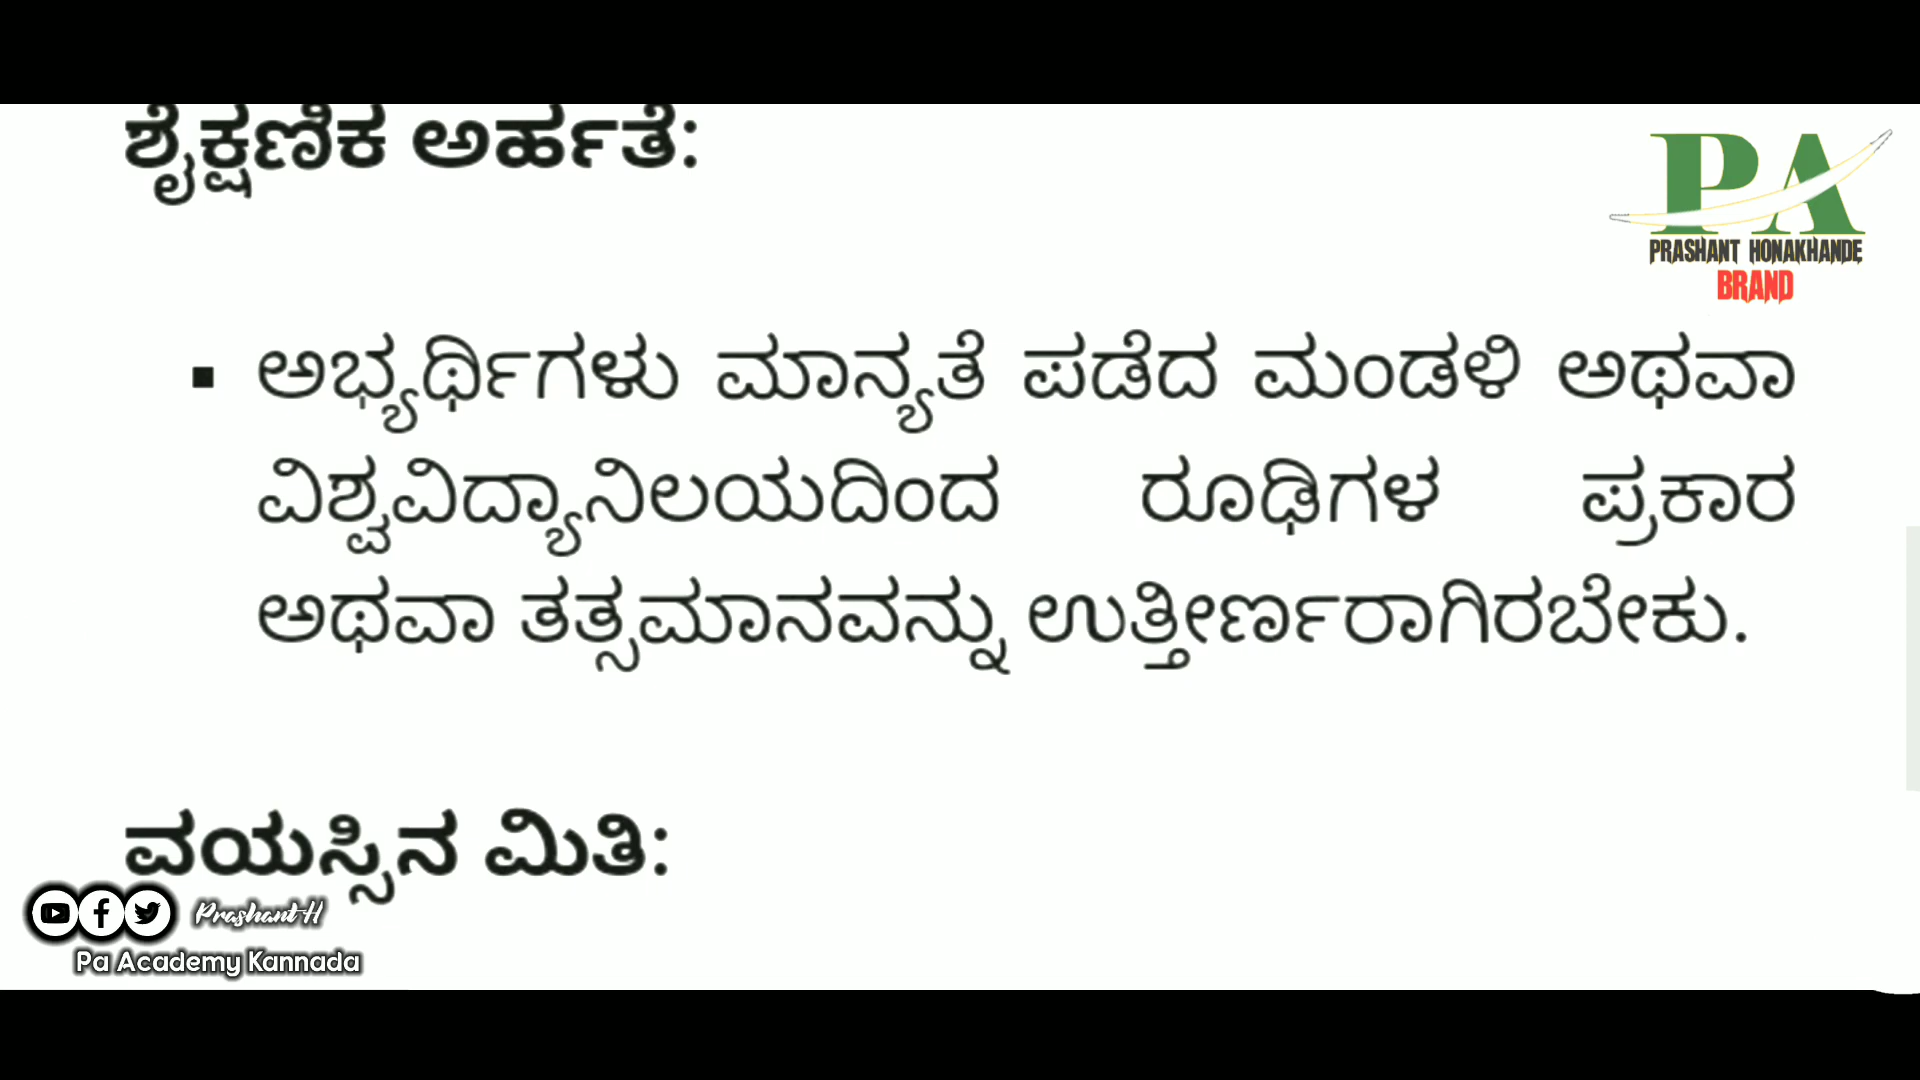 ಶೈಕ್ಷಣಿಕ ಅರ್ಹತೆ:
PA
PRASHANT HONAKHANDE
BRAND
▪ ಅಭ್ಯರ್ಥಿಗಳು ಮಾನ್ಯತೆ ಪಡೆದ ಮಂಡಳಿ ಅಥವಾ
ವಿಶ್ವವಿದ್ಯಾನಿಲಯದಿಂದ ರೂಢಿಗಳ ಪ್ರಕಾರ
ಅಥವಾ ತತ್ಸಮಾನವನ್ನು ಉತ್ತೀರ್ಣರಾಗಿರಬೇಕು.
ವಯಸ್ಸಿನ ಮಿತಿ:
Prashant H
Pa Academy Kannada